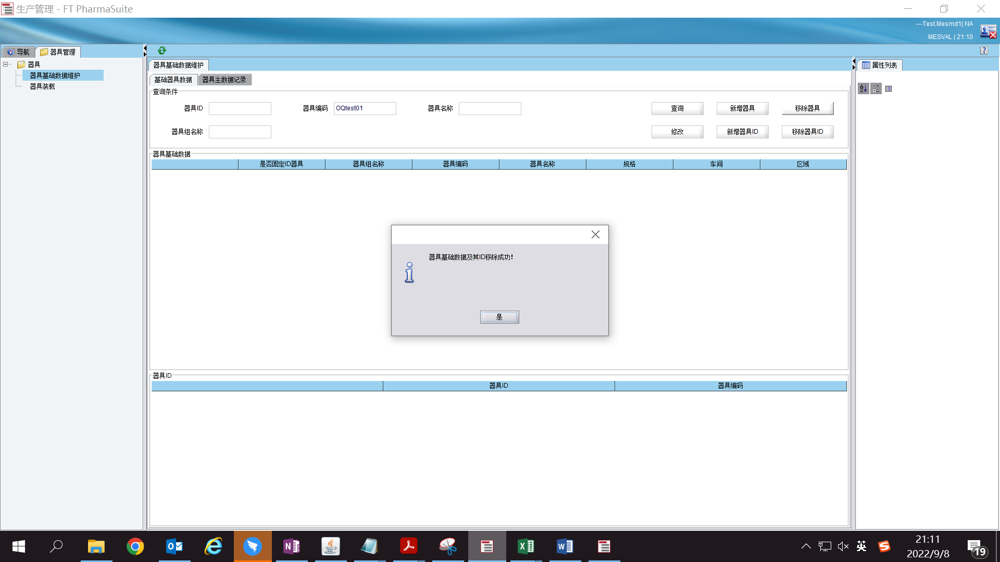 生产管理 - FT PharmaSuite
---Test.Mesmd1| NA
MESVAL | 21:10
导航
器具管理
器具
器具基础数据维护
器具装载
器具基础数据维护
基础器具数据
器具主数据记录
查询条件
器具ID
器具编码
OQtest01
器具名称
查询
新增器具
移除器具
器具组名称
修改
新增器具ID
移除器具ID
器具基础数据
是否固定ID器具
器具组名称
器具编码
器具名称
规格
车间
区域
器具基础数据及其ID移除成功!
是
器具ID
器具ID
器具编码
属性列表
英
21:11
2022/9/8
19